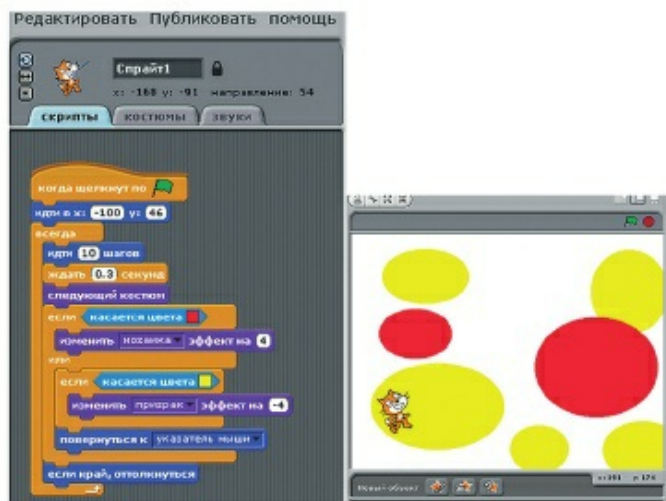 Редактировать Публиковать помощь
Спрайт1
x: -168 y: -91 направление: 54
скрипты костюмы звуки
когда щелкнут по
идти в x: -100 y: 46
всегда
идти 10 шагов
ждать 0.3 секунд
следующий костюм
если касается цвета
изменить мозаика эффект на 4
или
если касается цвета
изменить призрак эффект на -4
повернуться к указатель мыши
если край, оттолкнуться
Новый объект